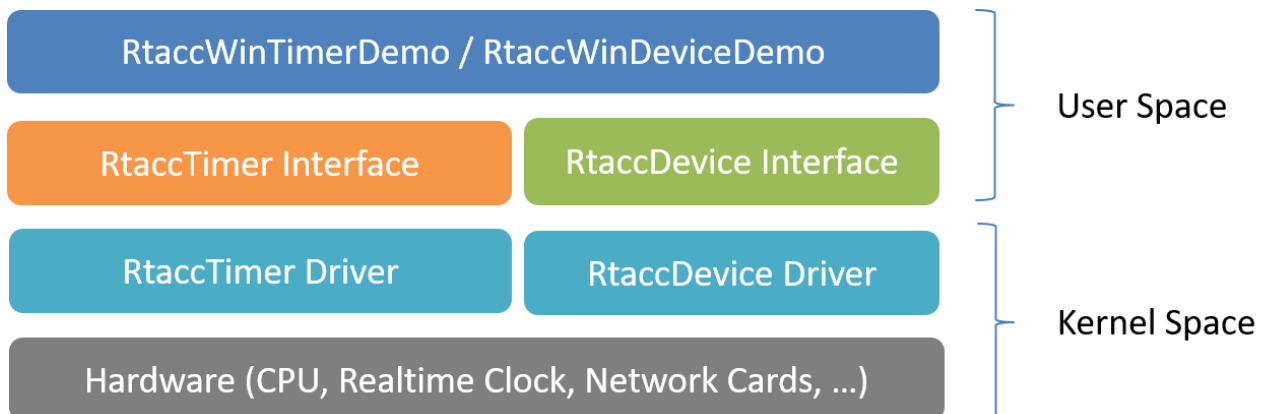 RtaccWinTimerDemo / RtaccWinDeviceDemo
User Space
RtaccTimer Interface
RtaccDevice Interface
RtaccTimer Driver
RtaccDevice Driver
Kernel Space
Hardware (CPU, Realtime Clock, Network Cards, ...)